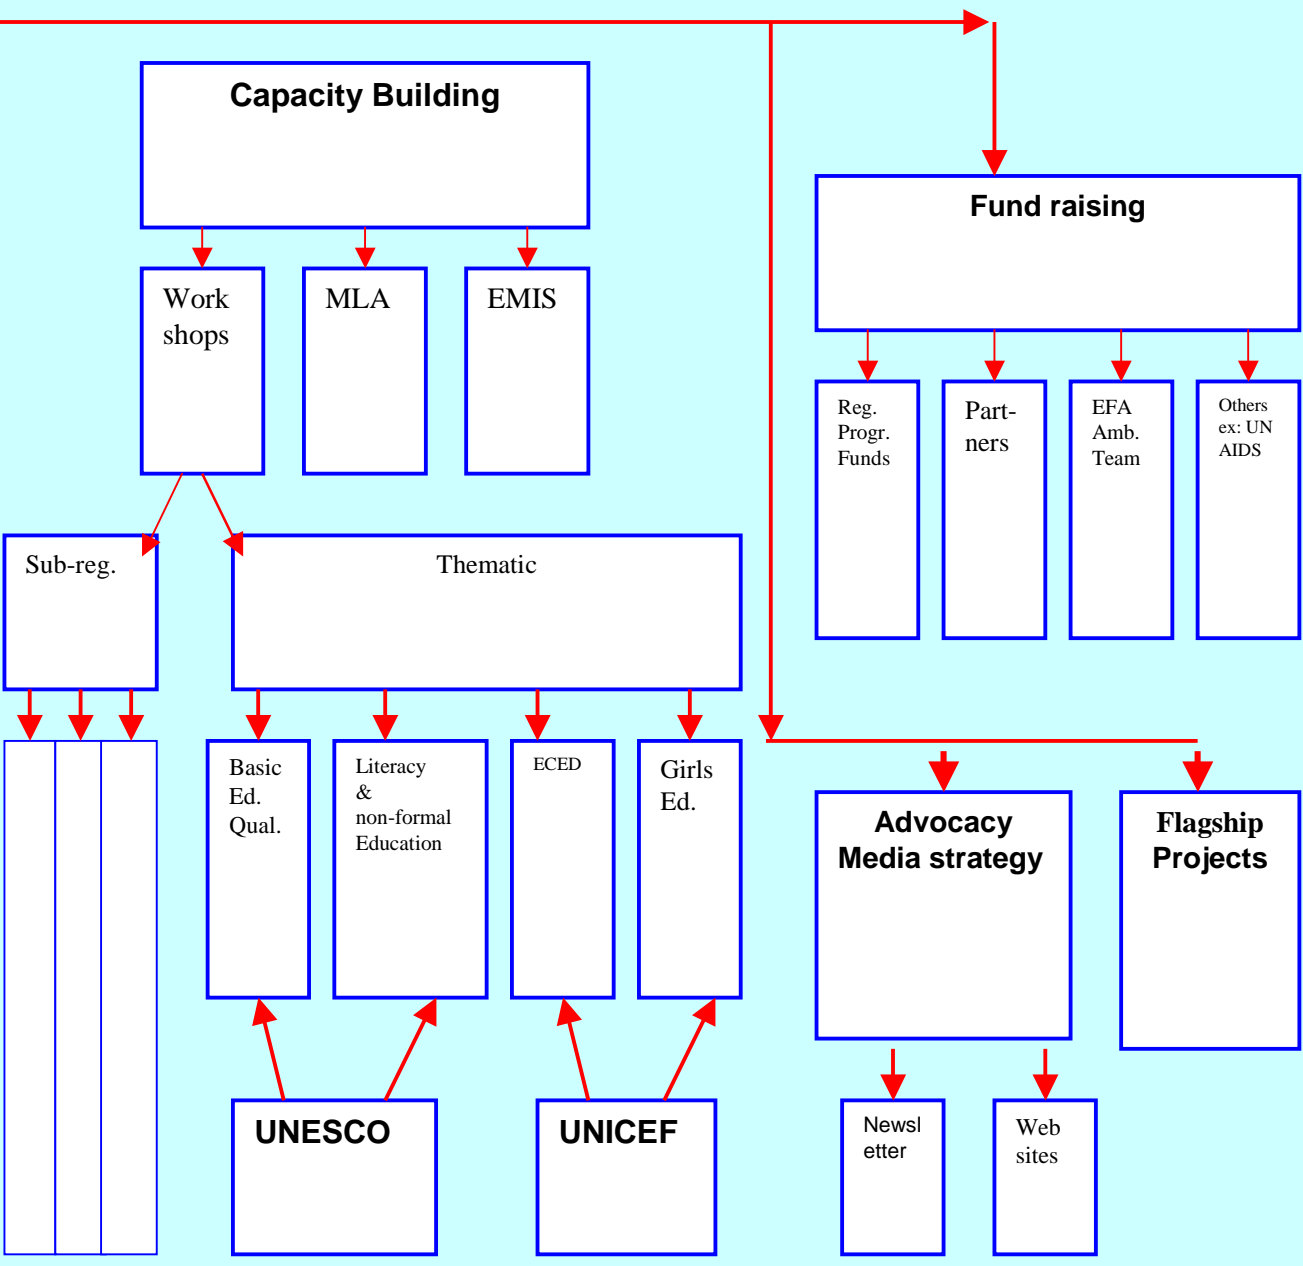 Capacity Building
Fund raising
Work
shops
MLA
EMIS
Reg.
Progr.
Funds
Part-
ners
EFA
Amb.
Team
Others
ex: UN
AIDS
Sub-reg.
Thematic
Basic
Ed.
Qual.
Literacy
&
non-formal
Education
ECED
Girls
Ed.
Advocacy
Media strategy
Flagship
Projects
UNESCO
UNICEF
Newsl
etter
Web
sites